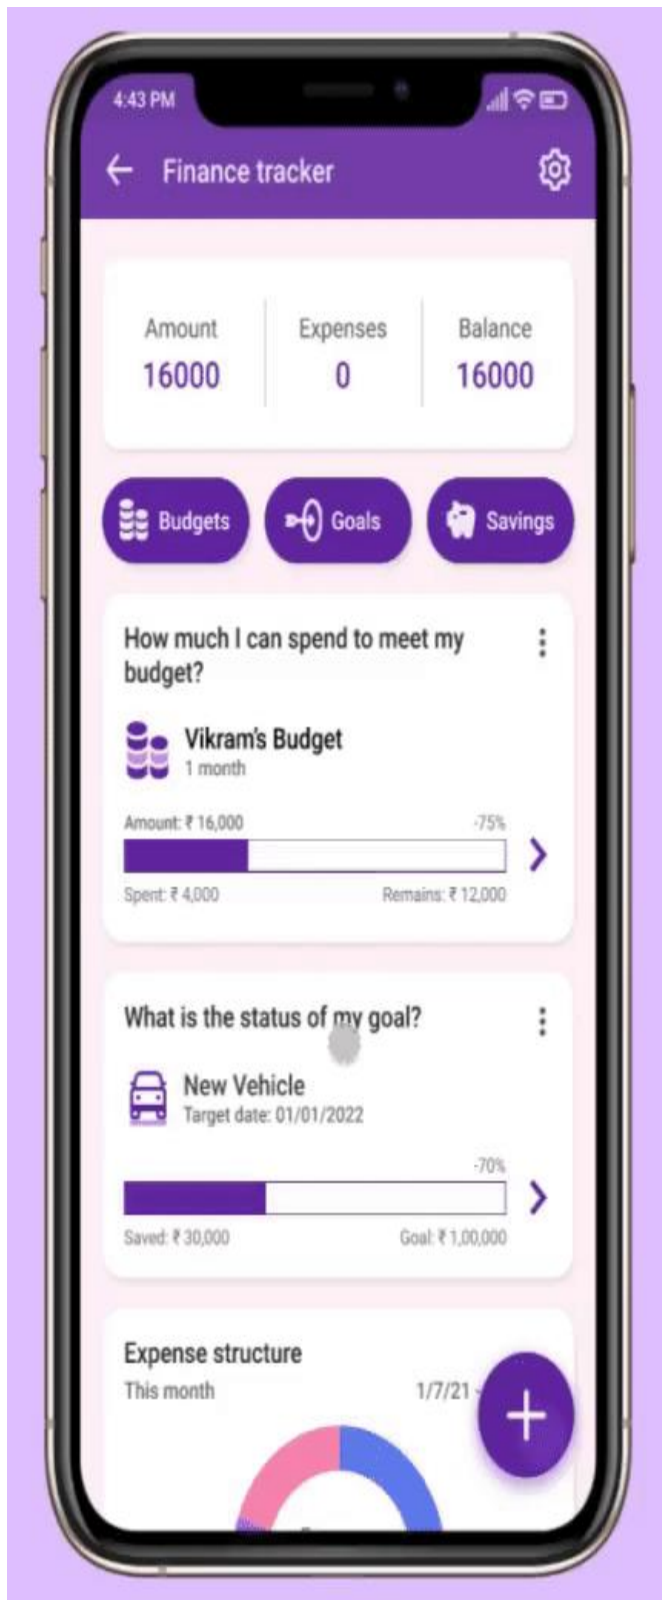 4:43 PM
Finance tracker
Amount
Expenses
Balance
16000
0
16000
Budgets
Goals
Savings
How much I can spend to meet my
budget?
Vikram's Budget
1 month
Amount: ₹ 16,000
-75%
Spent: ₹ 4,000
Remains: ₹ 12,000
What is the status of my goal?
New Vehicle
Target date: 01/01/2022
-70%
Saved: ₹ 30,000
Goal: ₹ 1,00,000
Expense structure
This month
1/7/21 -
+